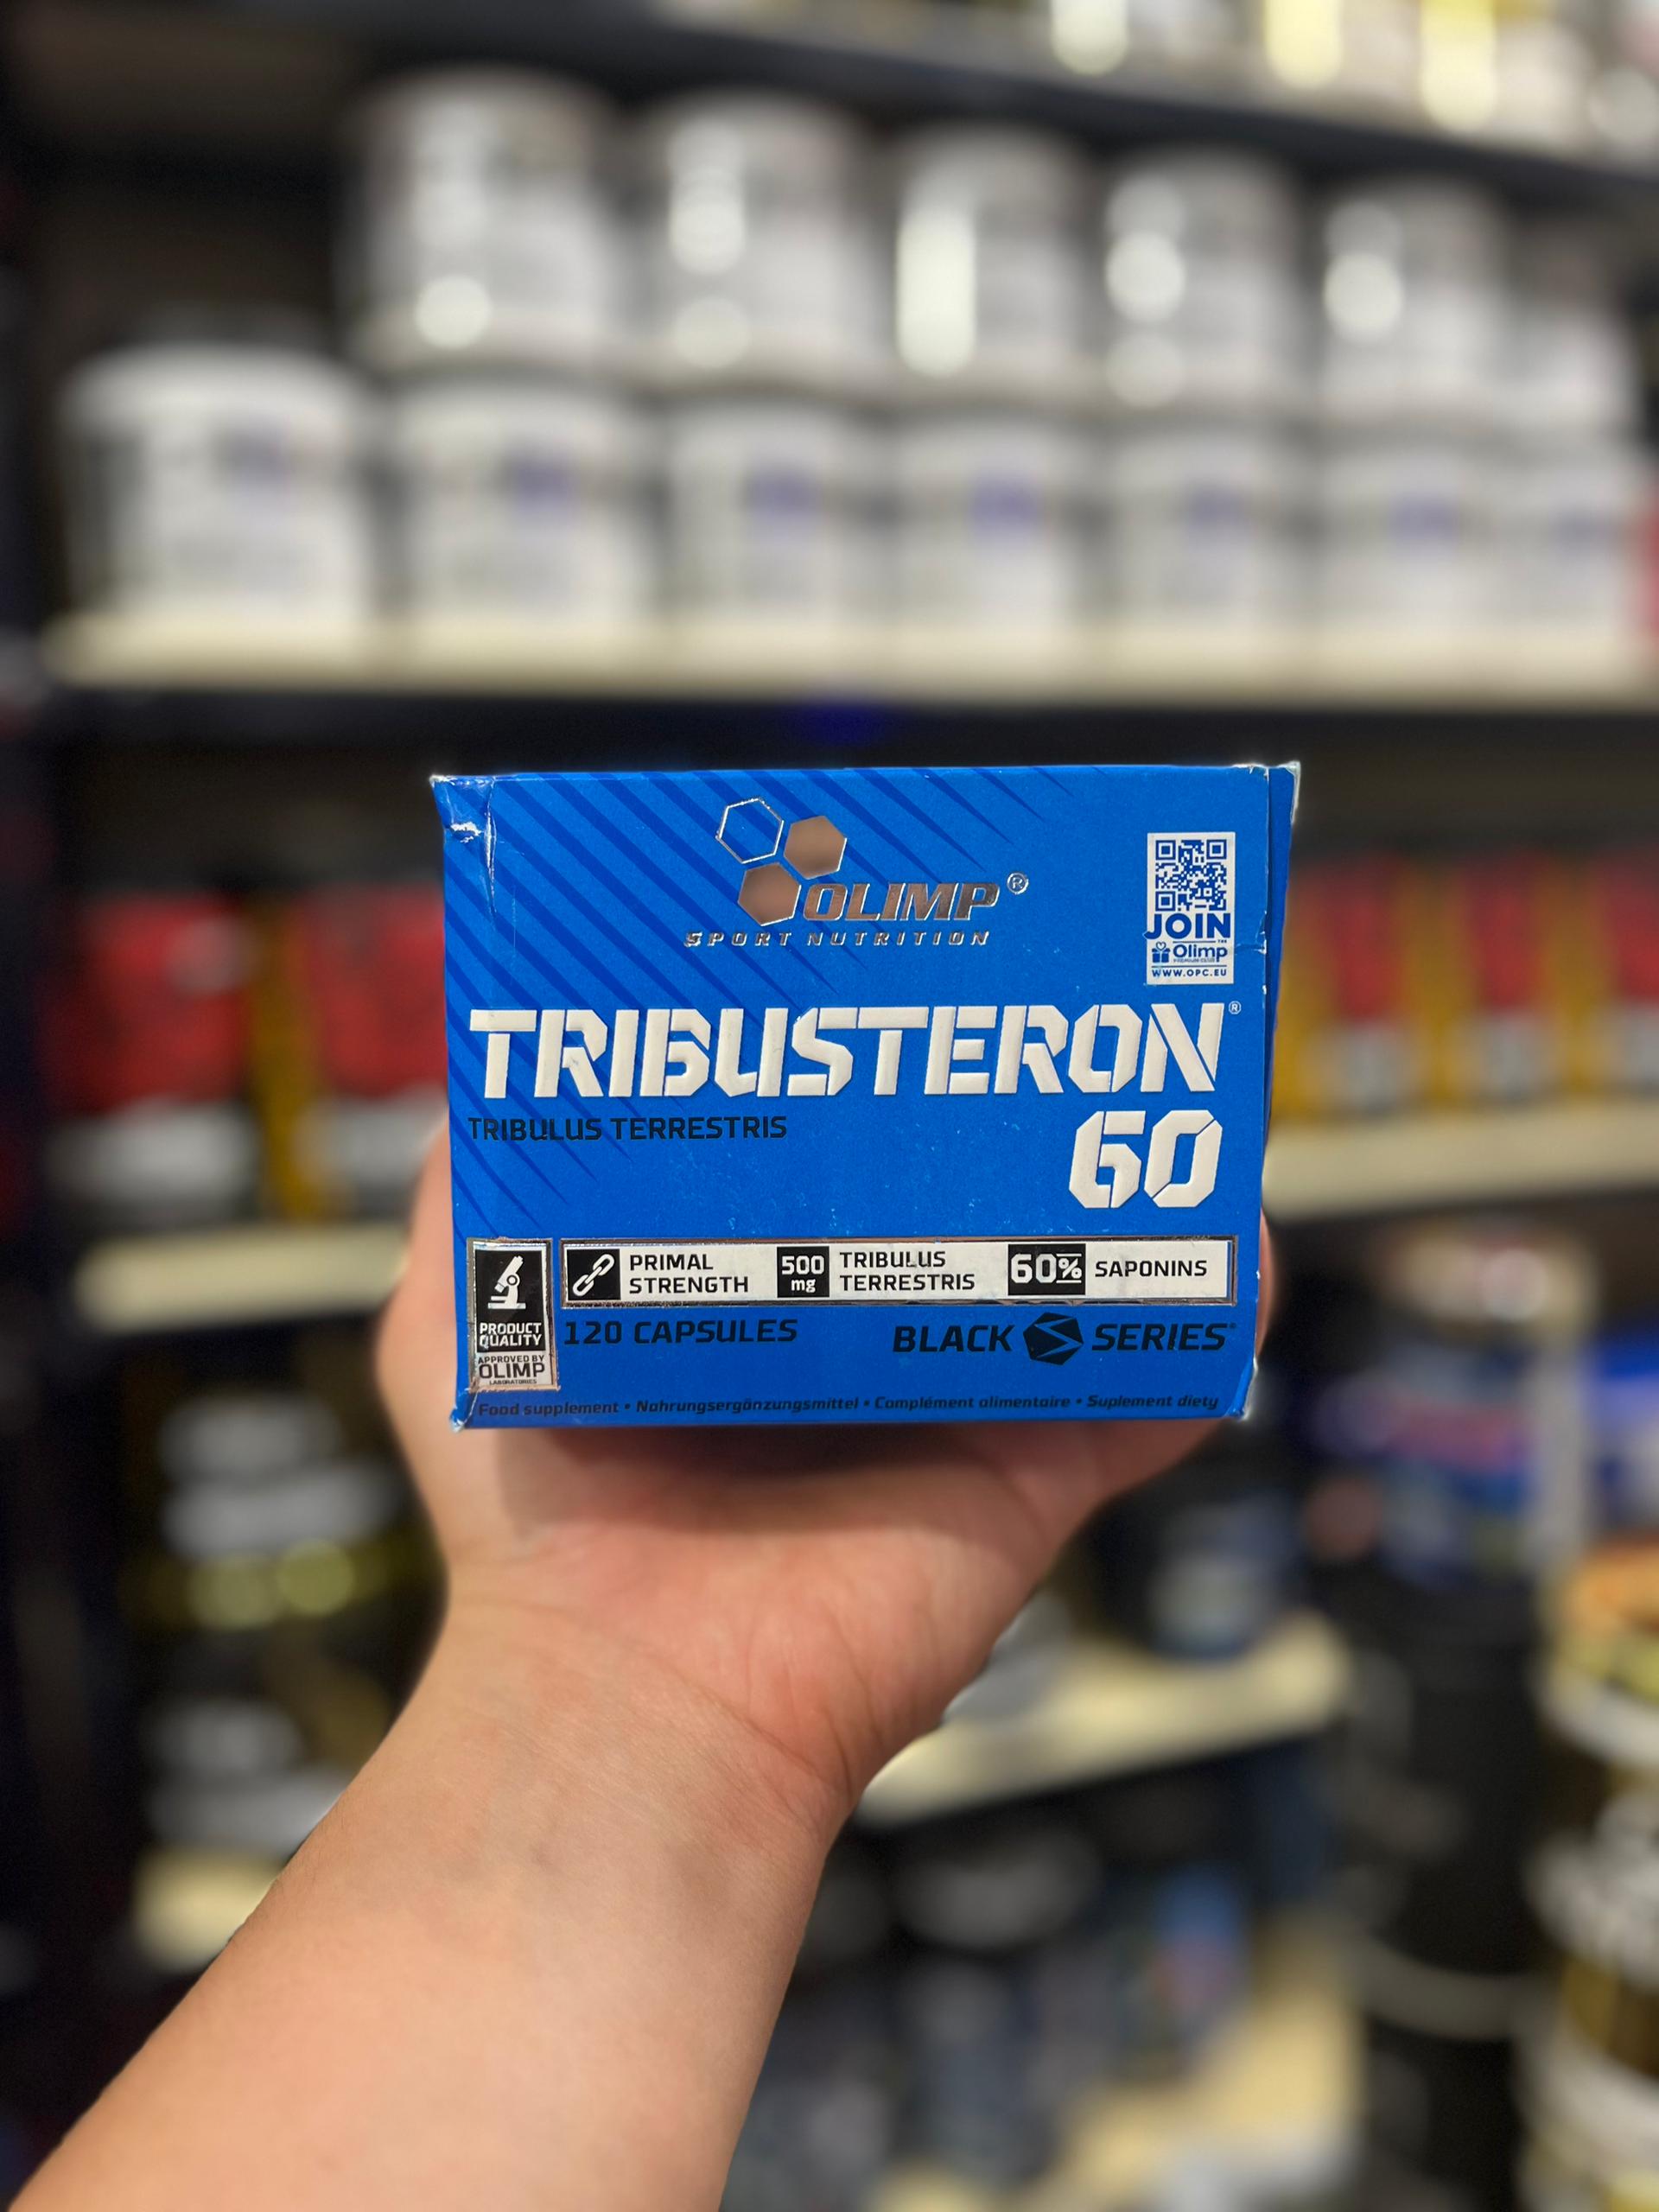 OLIMP®
SPORT NUTRITION
JOIN
Olimp
WWW.OPC.EU
TRIBUSTERON®
TRIBULUS TERRESTRIS
60
PRIMAL
STRENGTH
500
mg
TRIBULUS
TERRESTRIS
60%
SAPONINS
PRODUCT
QUALITY
APPROVED BY
OLIMP
LABORATORIES
120 CAPSULES
BLACK SERIES®
Food supplement • Nahrungsergänzungsmittel • Complément alimentaire • Suplement diety